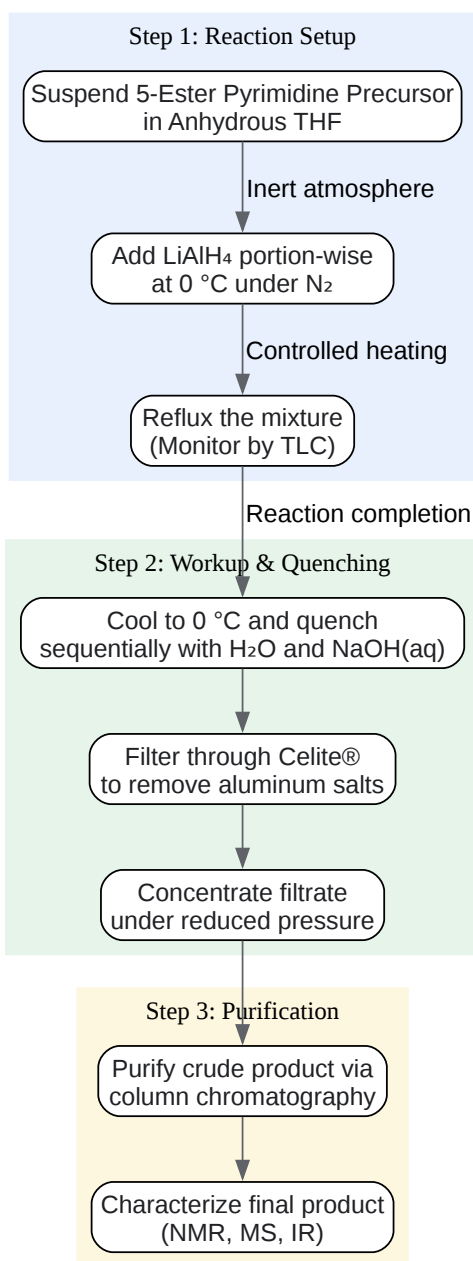 Step 1: Reaction Setup
Suspend 5-Ester Pyrimidine Precursor
in Anhydrous THF
Inert atmosphere
Add LiAlH₄ portion-wise
at 0 °C under N₂
Controlled heating
Reflux the mixture
(Monitor by TLC)
Reaction completion
Step 2: Workup & Quenching
Cool to 0 °C and quench
sequentially with H₂O and NaOH(aq)
Filter through Celite®
to remove aluminum salts
Concentrate filtrate
under reduced pressure
Step 3: Purification
Purify crude product via
column chromatography
Characterize final product
(NMR, MS, IR)